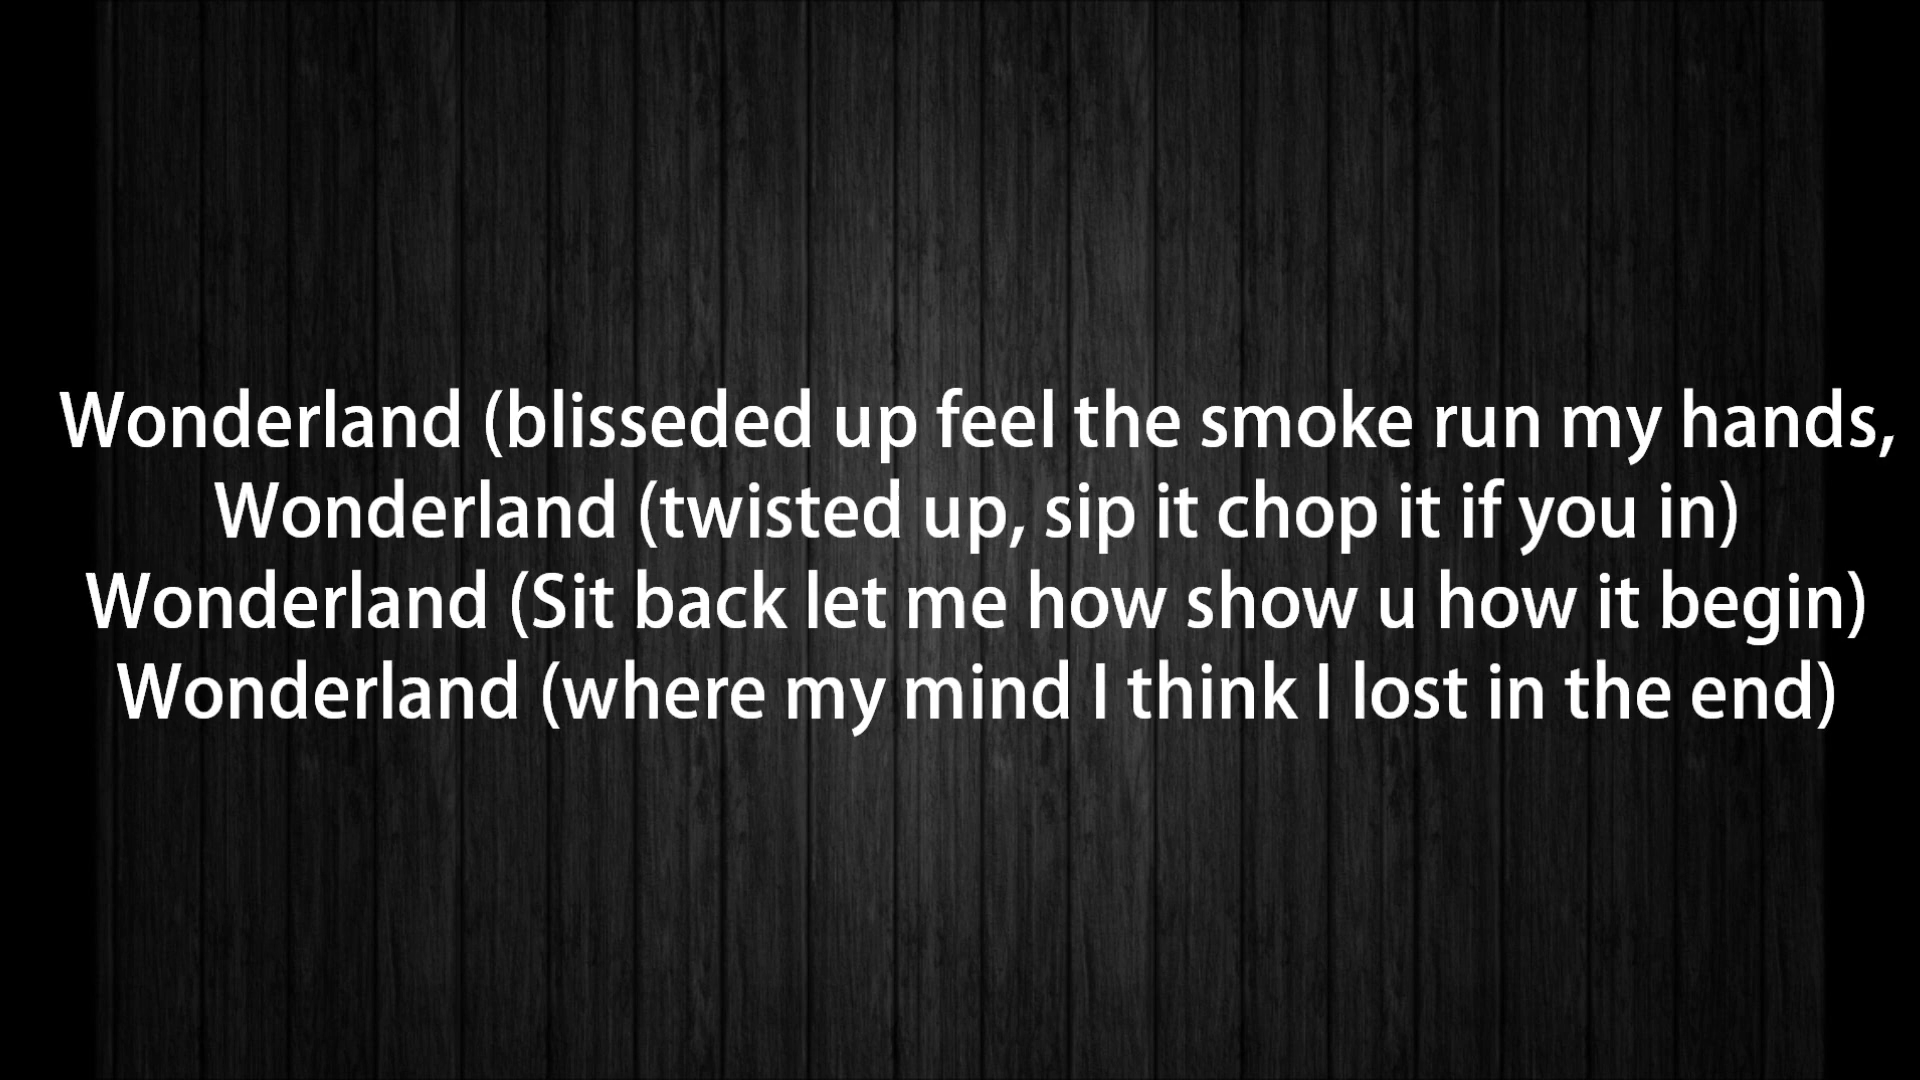 Wonderland (blisseded up feel the smoke run my hands,
Wonderland (twisted up, sip it chop it if you in)
Wonderland (Sit back let me how show u how it begin)
Wonderland (where my mind I think I lost in the end)